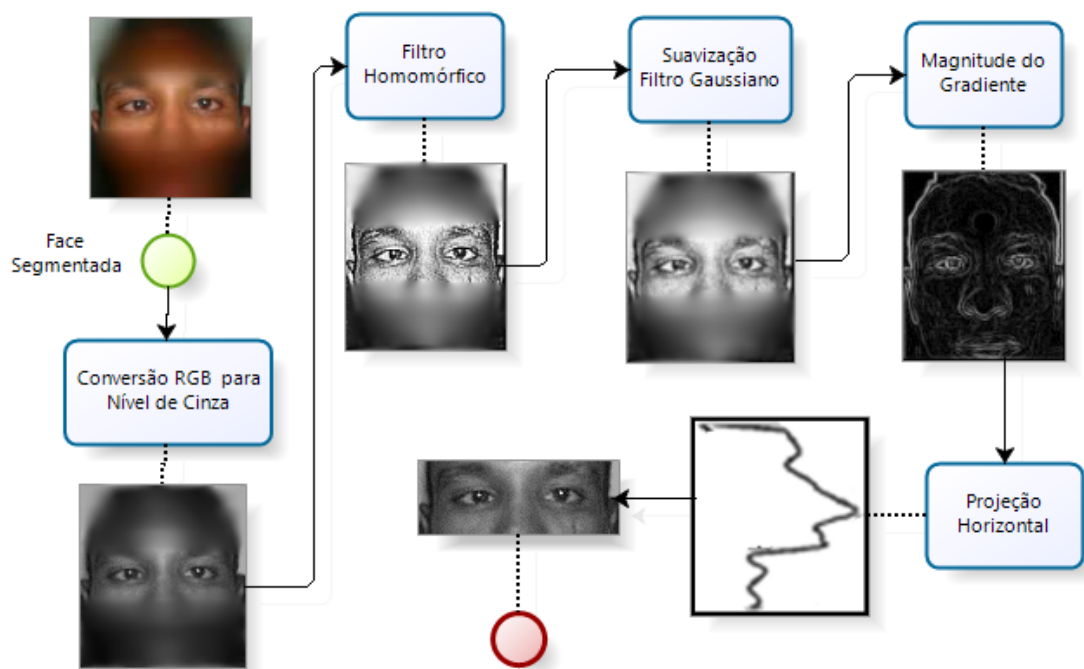 Face
Segmentada
Conversão RGB para
Nível de Cinza
Filtro
Homomórfico
Suavização
Filtro Gaussiano
Magnitude do
Gradiente
Projeção
Horizontal